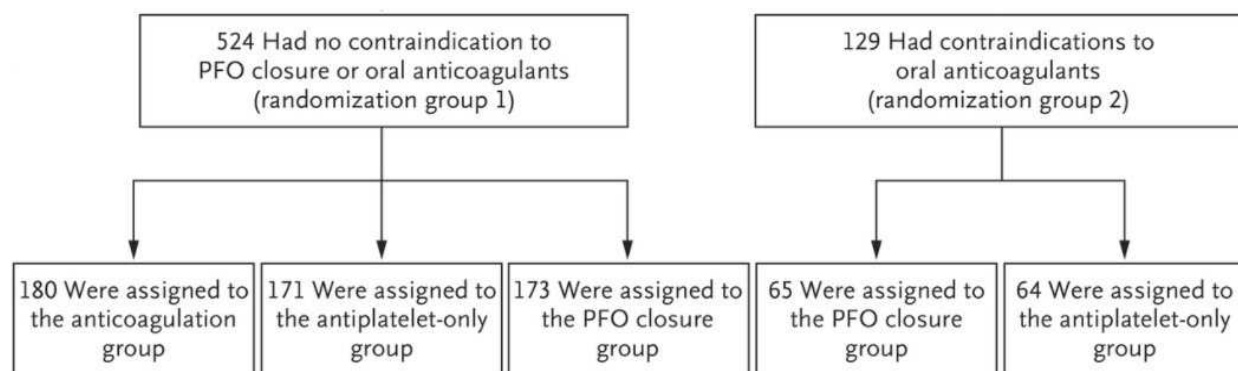 524 Had no contraindication to
PFO closure or oral anticoagulants
(randomization group 1)
129 Had contraindications to
oral anticoagulants
(randomization group 2)
180 Were assigned to
the anticoagulation
group
171 Were assigned to
the antiplatelet-only
group
173 Were assigned to
the PFO closure
group
65 Were assigned to
the PFO closure
group
64 Were assigned to
the antiplatelet-only
group